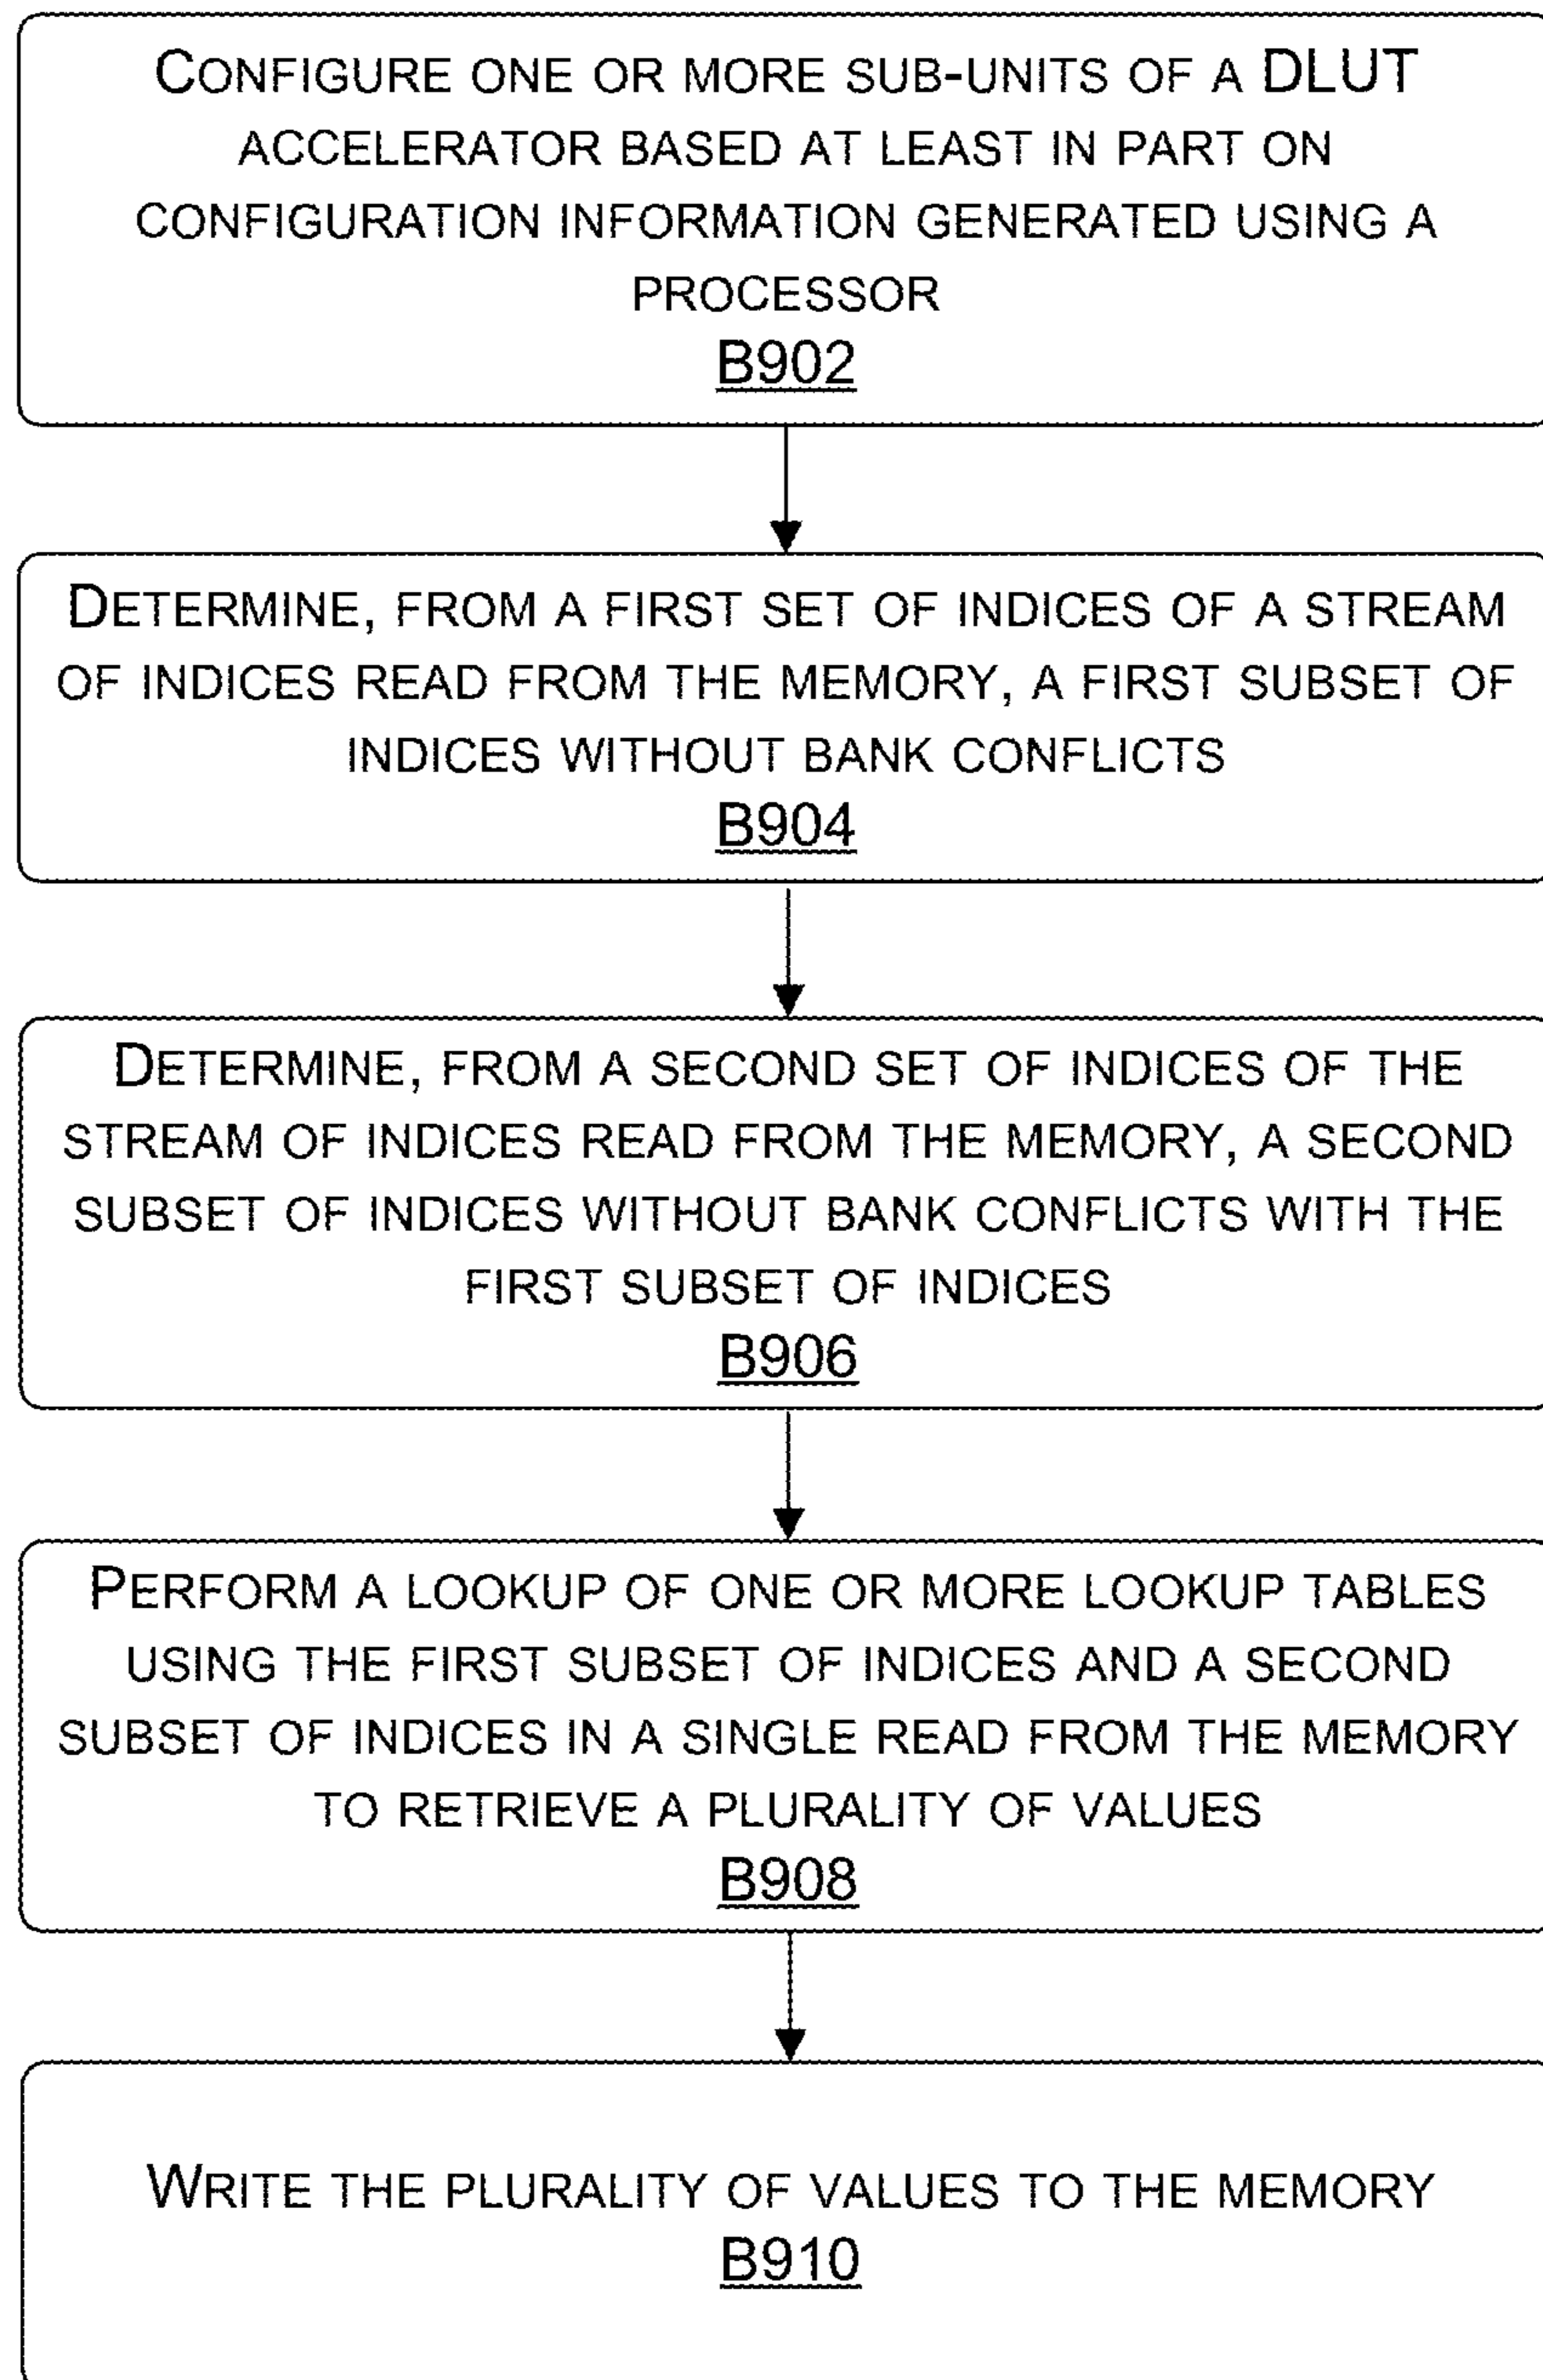 CONFIGURE ONE OR MORE SUB-UNITS OF A DLUT
ACCELERATOR BASED AT LEAST IN PART ON
CONFIGURATION INFORMATION GENERATED USING A
PROCESSOR
B902
DETERMINE, FROM A FIRST SET OF INDICES OF A STREAM
OF INDICES READ FROM THE MEMORY, A FIRST SUBSET OF
INDICES WITHOUT BANK CONFLICTS
B904
DETERMINE, FROM A SECOND SET OF INDICES OF THE
STREAM OF INDICES READ FROM THE MEMORY, A SECOND
SUBSET OF INDICES WITHOUT BANK CONFLICTS WITH THE
FIRST SUBSET OF INDICES
B906
PERFORM A LOOKUP OF ONE OR MORE LOOKUP TABLES
USING THE FIRST SUBSET OF INDICES AND A SECOND
SUBSET OF INDICES IN A SINGLE READ FROM THE MEMORY
TO RETRIEVE A PLURALITY OF VALUES
B908
WRITE THE PLURALITY OF VALUES TO THE MEMORY
B910